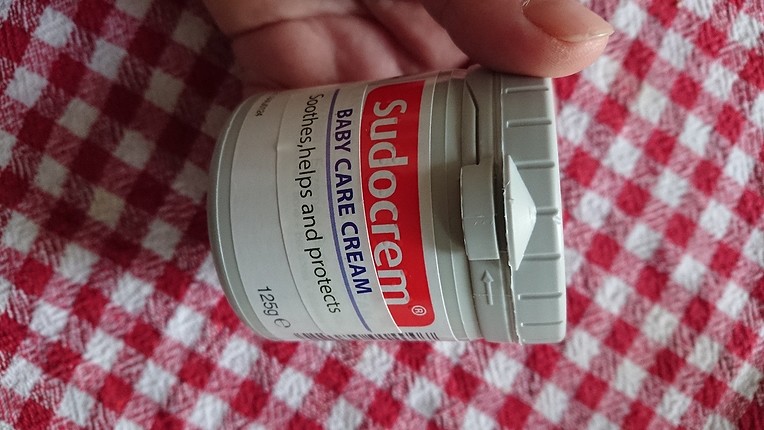 Sudocrem®
BABY CARE CREAM
Soothes,helps and protects
125g ℮